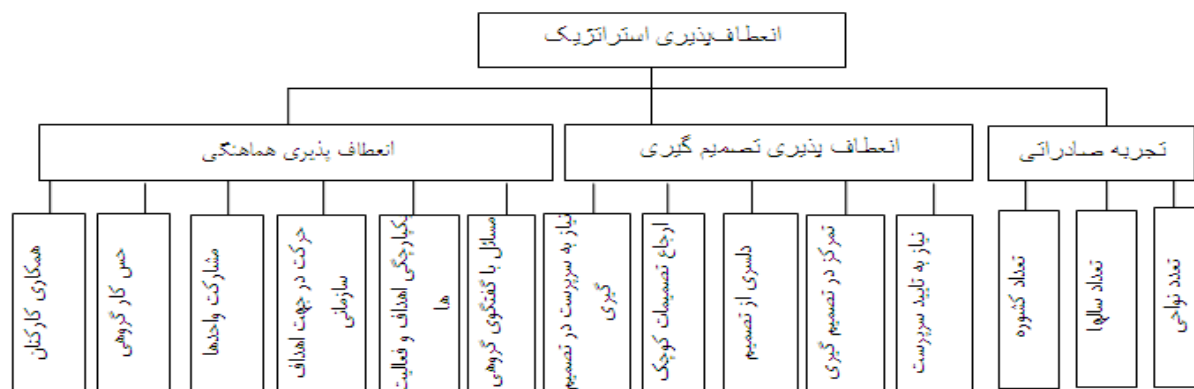 انعطاف‌پذیری استراتژیک
تجربه صادراتی
انعطاف پذیری تصمیم گیری
انعطاف پذیری هماهنگی
تعدد نواحی
تعداد سالها
تعداد کشوره
نیاز به تایید سرپرست
تمرکز در تصمیم گیری
دلسری از تصمیم
ارجاع تصمیمات کوچک
نیاز به سرپرست در تصمیم
گیری
مسائل با گفتگوی گروهی
یکپارچگی اهداف و فعالیت
ها
حرکت در جهت اهداف
سازمانی
مشارکت واحدها
حس کار گروهی
همکاری کارکنان